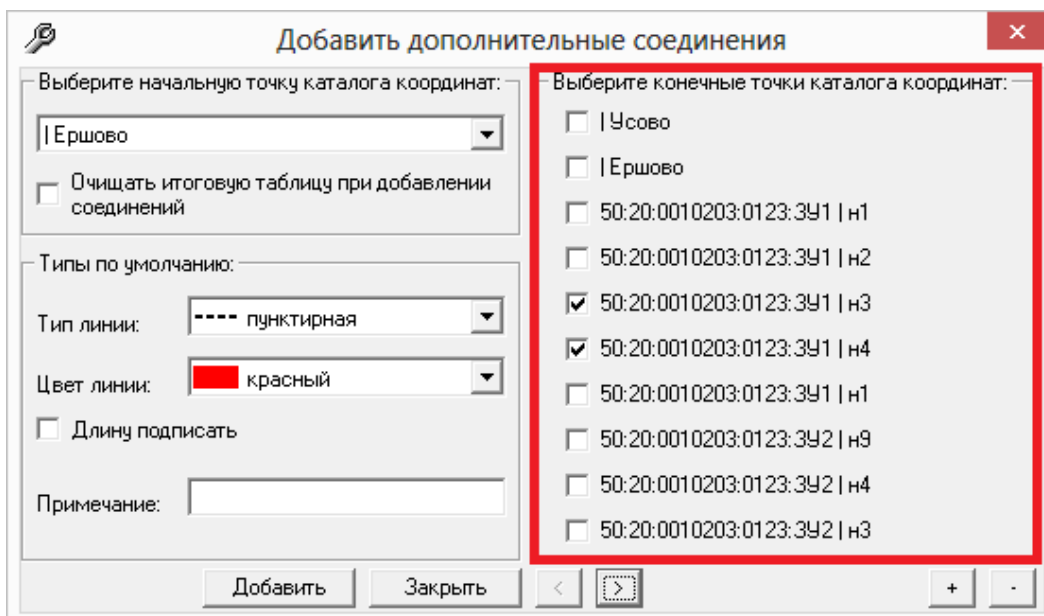 Добавить дополнительные соединения
Выберите начальную точку каталога координат:
| Ершово
Очищать итоговую таблицу при добавлении
соединений
Типы по умолчанию:
Тип линии:
пунктирная
Цвет линии:
красный
Длину подписать
Примечание:
Добавить
Закрыть
Выберите конечные точки каталога координат:
| Усово
| Ершово
50:20:0010203:0123:ЗУ1 | н1
50:20:0010203:0123:ЗУ1 | н2
50:20:0010203:0123:ЗУ1 | н3
50:20:0010203:0123:ЗУ1 | н4
50:20:0010203:0123:ЗУ1 | н1
50:20:0010203:0123:ЗУ2 | н9
50:20:0010203:0123:ЗУ2 | н4
50:20:0010203:0123:ЗУ2 | н3
<
>
+
-